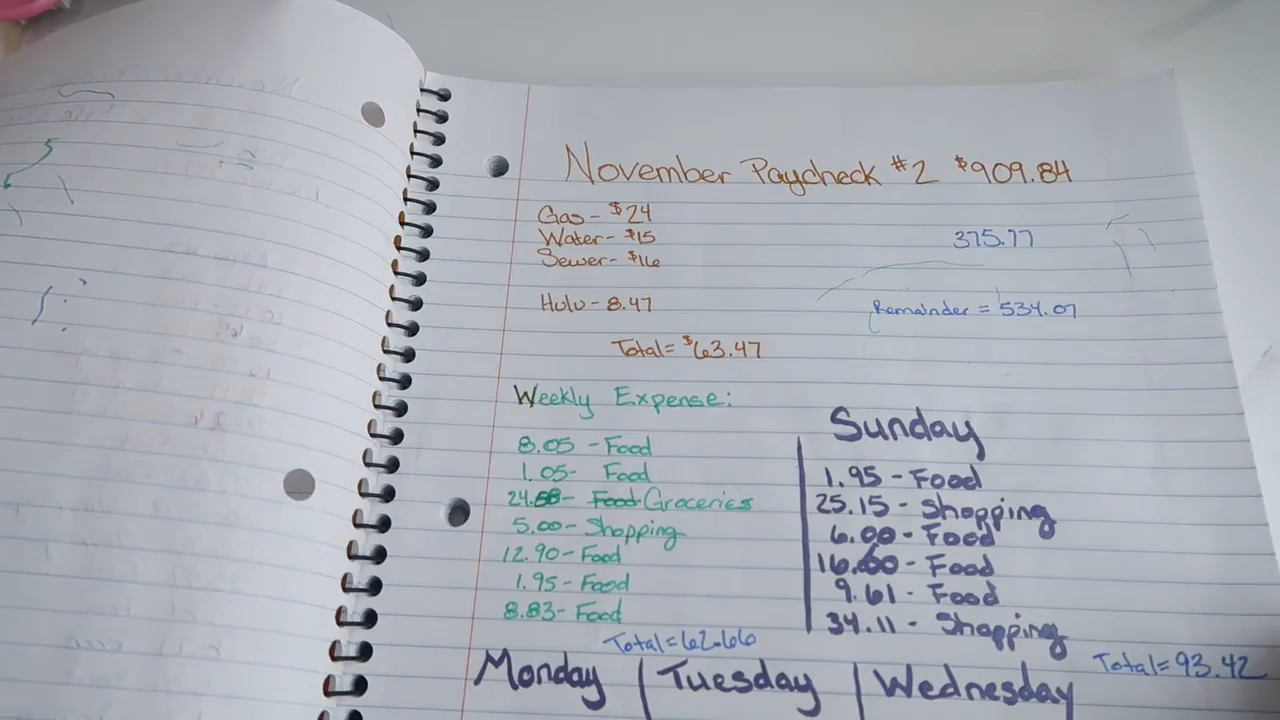 November Paycheck #2 $909.84
Gas - $24
Water - $15
Sewer - $16
375.77
Hulu - 8.47
Remainder = 534.07
Total = $63.47
Weekly Expense:
8.05 - Food
1.05 - Food
24.88 - Food Groceries
5.00 - Shopping
12.90 - Food
1.95 - Food
8.83 - Food
Total = 62.66
Sunday
1.95 - Food
25.15 - Shopping
6.00 - Food
16.60 - Food
9.61 - Food
34.11 - Shopping
Total = 93.42
Monday | Tuesday | Wednesday